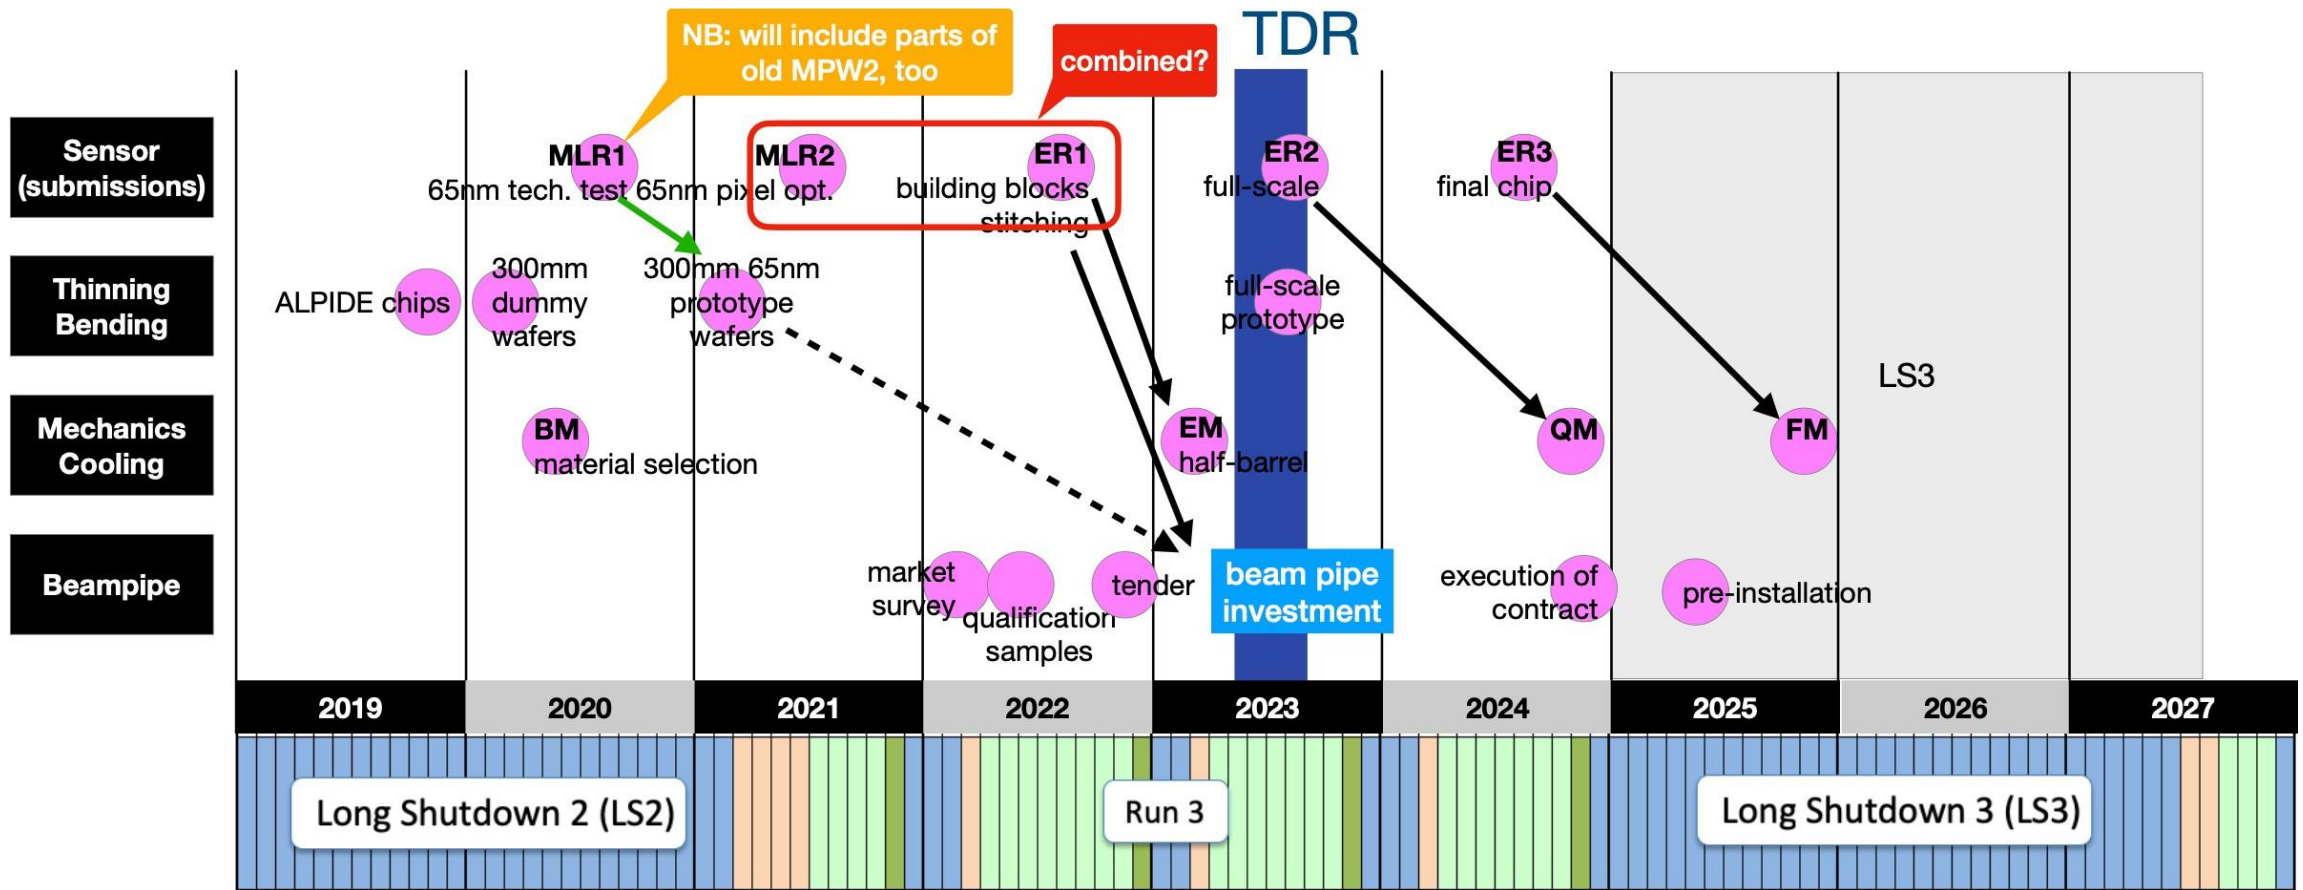 NB: will include parts of
old MPW2, too
combined?
TDR
Sensor
(submissions)
MLR1
65nm tech. test
MLR2
65nm pixel opt.
ER1
building blocks
stitching
ER2
full-scale
ER3
final chip
Thinning
Bending
ALPIDE chips
300mm
dummy
wafers
300mm 65nm
prototype
wafers
full-scale
prototype
LS3
Mechanics
Cooling
BM
material selection
EM
half-barrel
QM
FM
Beampipe
market
survey
qualification
samples
tender
beam pipe
investment
execution of
contract
pre-installation
2019
2020
2021
2022
2023
2024
2025
2026
2027
Long Shutdown 2 (LS2)
Run 3
Long Shutdown 3 (LS3)